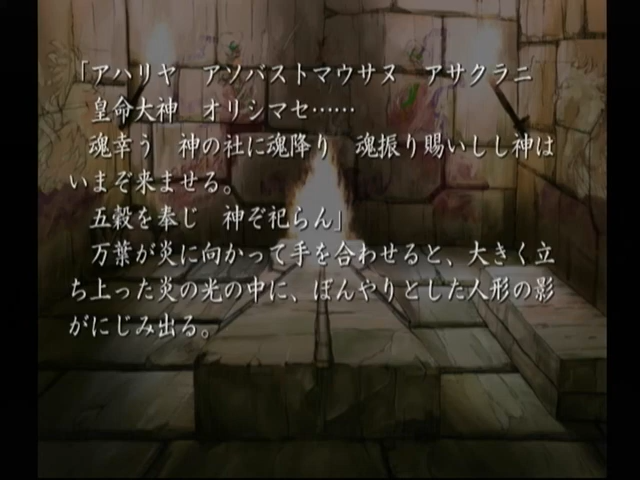 「アハリヤ　アソバストマウサヌ　アサクラニ
皇命大神　オリシマセ……
魂幸う　神の社に魂降り　魂振り賜いしし神は
いまぞ来ませる。
五穀を奉じ　神ぞ祀らん」
万葉が炎に向かって手を合わせると、大きく立
ち上った炎の光の中に、ぼんやりとした人形の影
がにじみ出る。